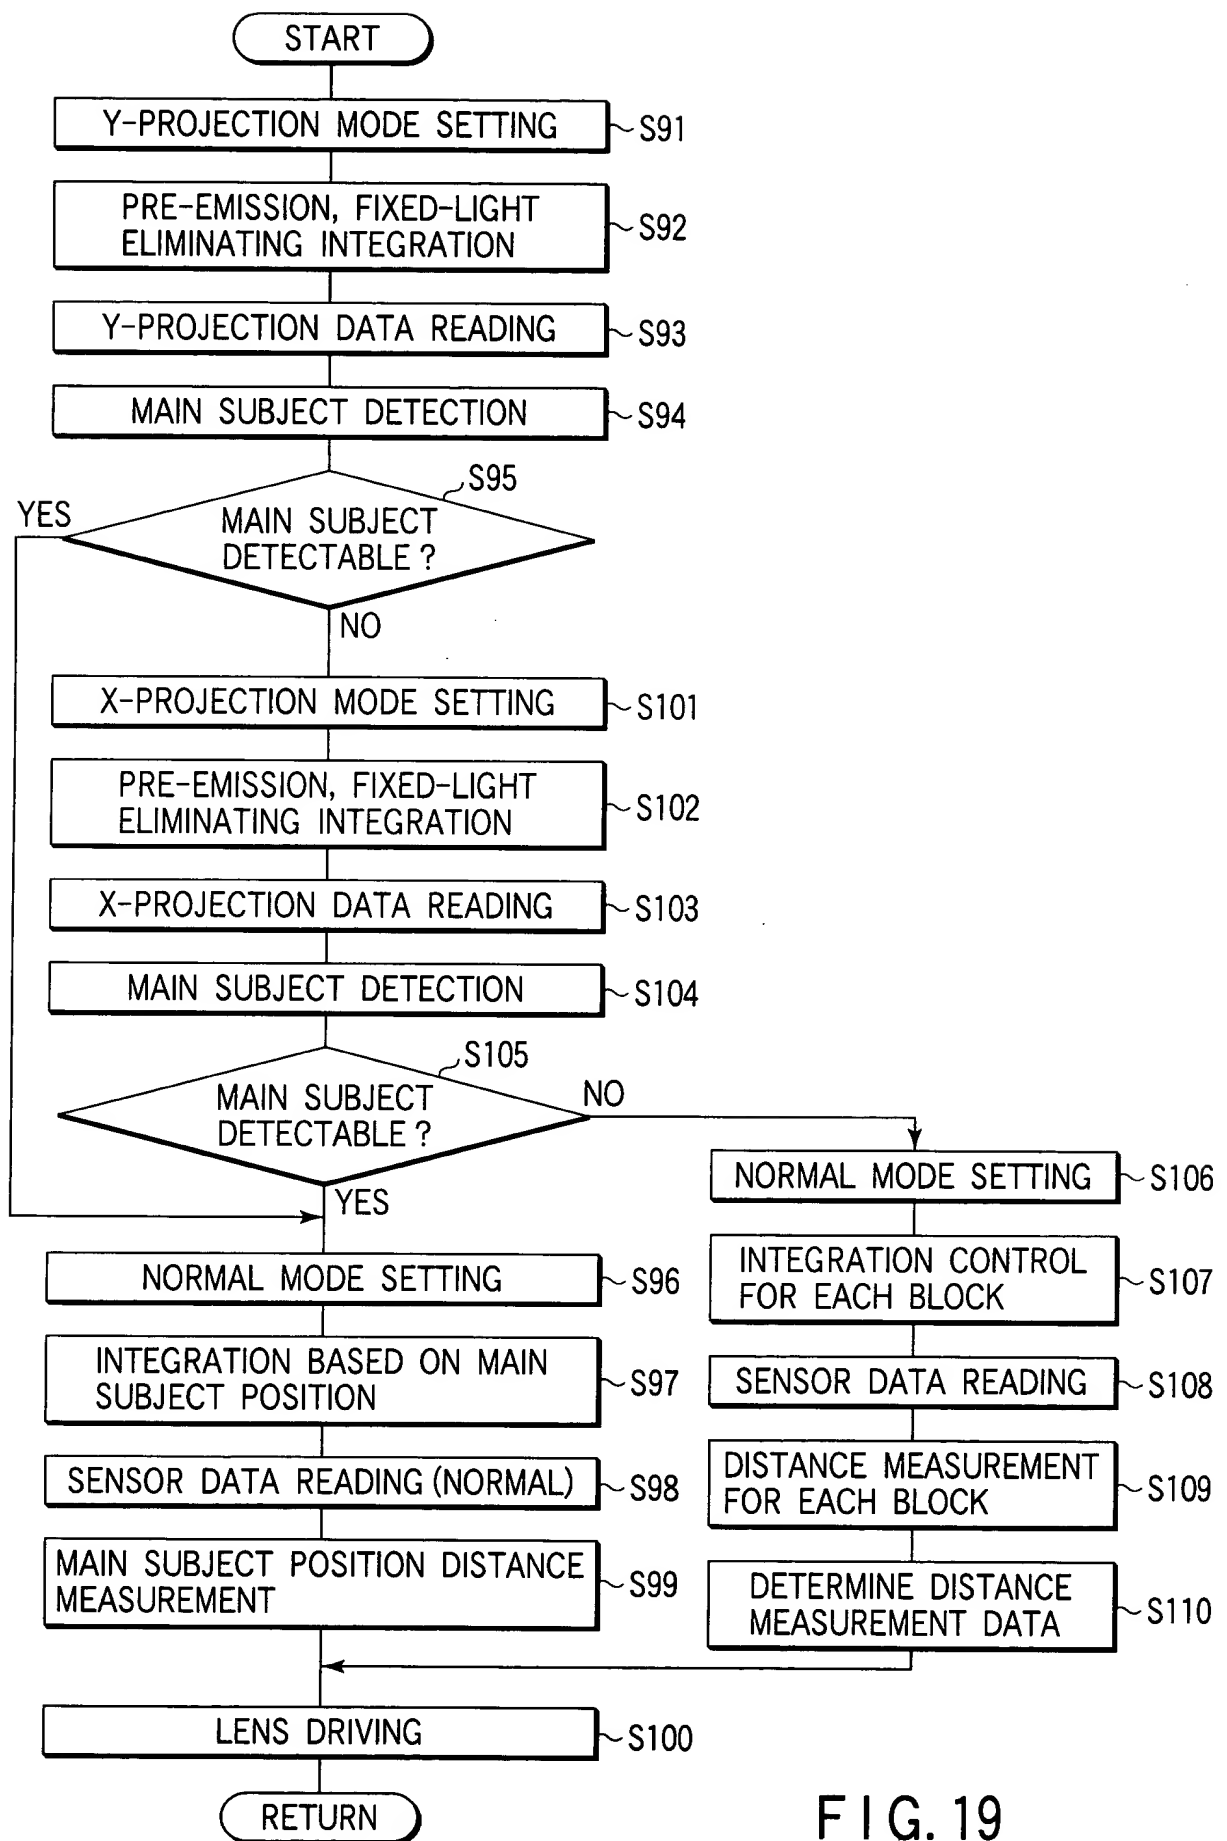 START
Y-PROJECTION MODE SETTING
S91
PRE-EMISSION, FIXED-LIGHT
ELIMINATING INTEGRATION
S92
Y-PROJECTION DATA READING
S93
MAIN SUBJECT DETECTION
S94
S95
YES
MAIN SUBJECT
DETECTABLE ?
NO
X-PROJECTION MODE SETTING
S101
PRE-EMISSION, FIXED-LIGHT
ELIMINATING INTEGRATION
S102
X-PROJECTION DATA READING
S103
MAIN SUBJECT DETECTION
S104
S105
MAIN SUBJECT
DETECTABLE ?
NO
YES
NORMAL MODE SETTING
S96
INTEGRATION BASED ON MAIN
SUBJECT POSITION
S97
SENSOR DATA READING (NORMAL)
S98
MAIN SUBJECT POSITION DISTANCE
MEASUREMENT
S99
NORMAL MODE SETTING
S106
INTEGRATION CONTROL
FOR EACH BLOCK
S107
SENSOR DATA READING
S108
DISTANCE MEASUREMENT
FOR EACH BLOCK
S109
DETERMINE DISTANCE
MEASUREMENT DATA
S110
LENS DRIVING
S100
RETURN
FIG. 19